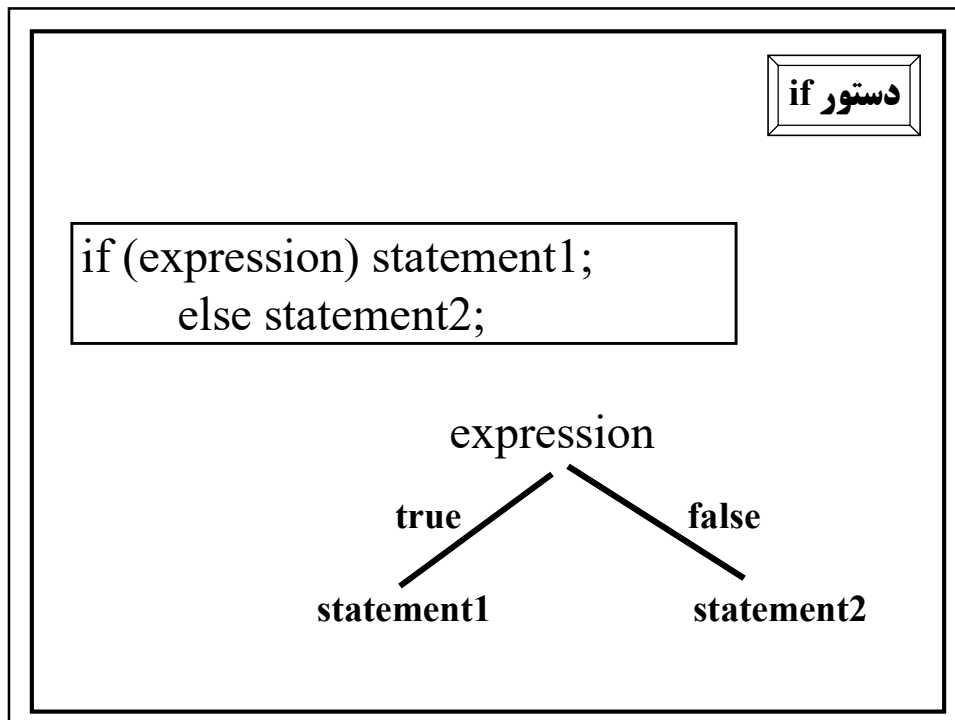 دستور if
if (expression) statement1;
else statement2;
expression
true false
statement1 statement2